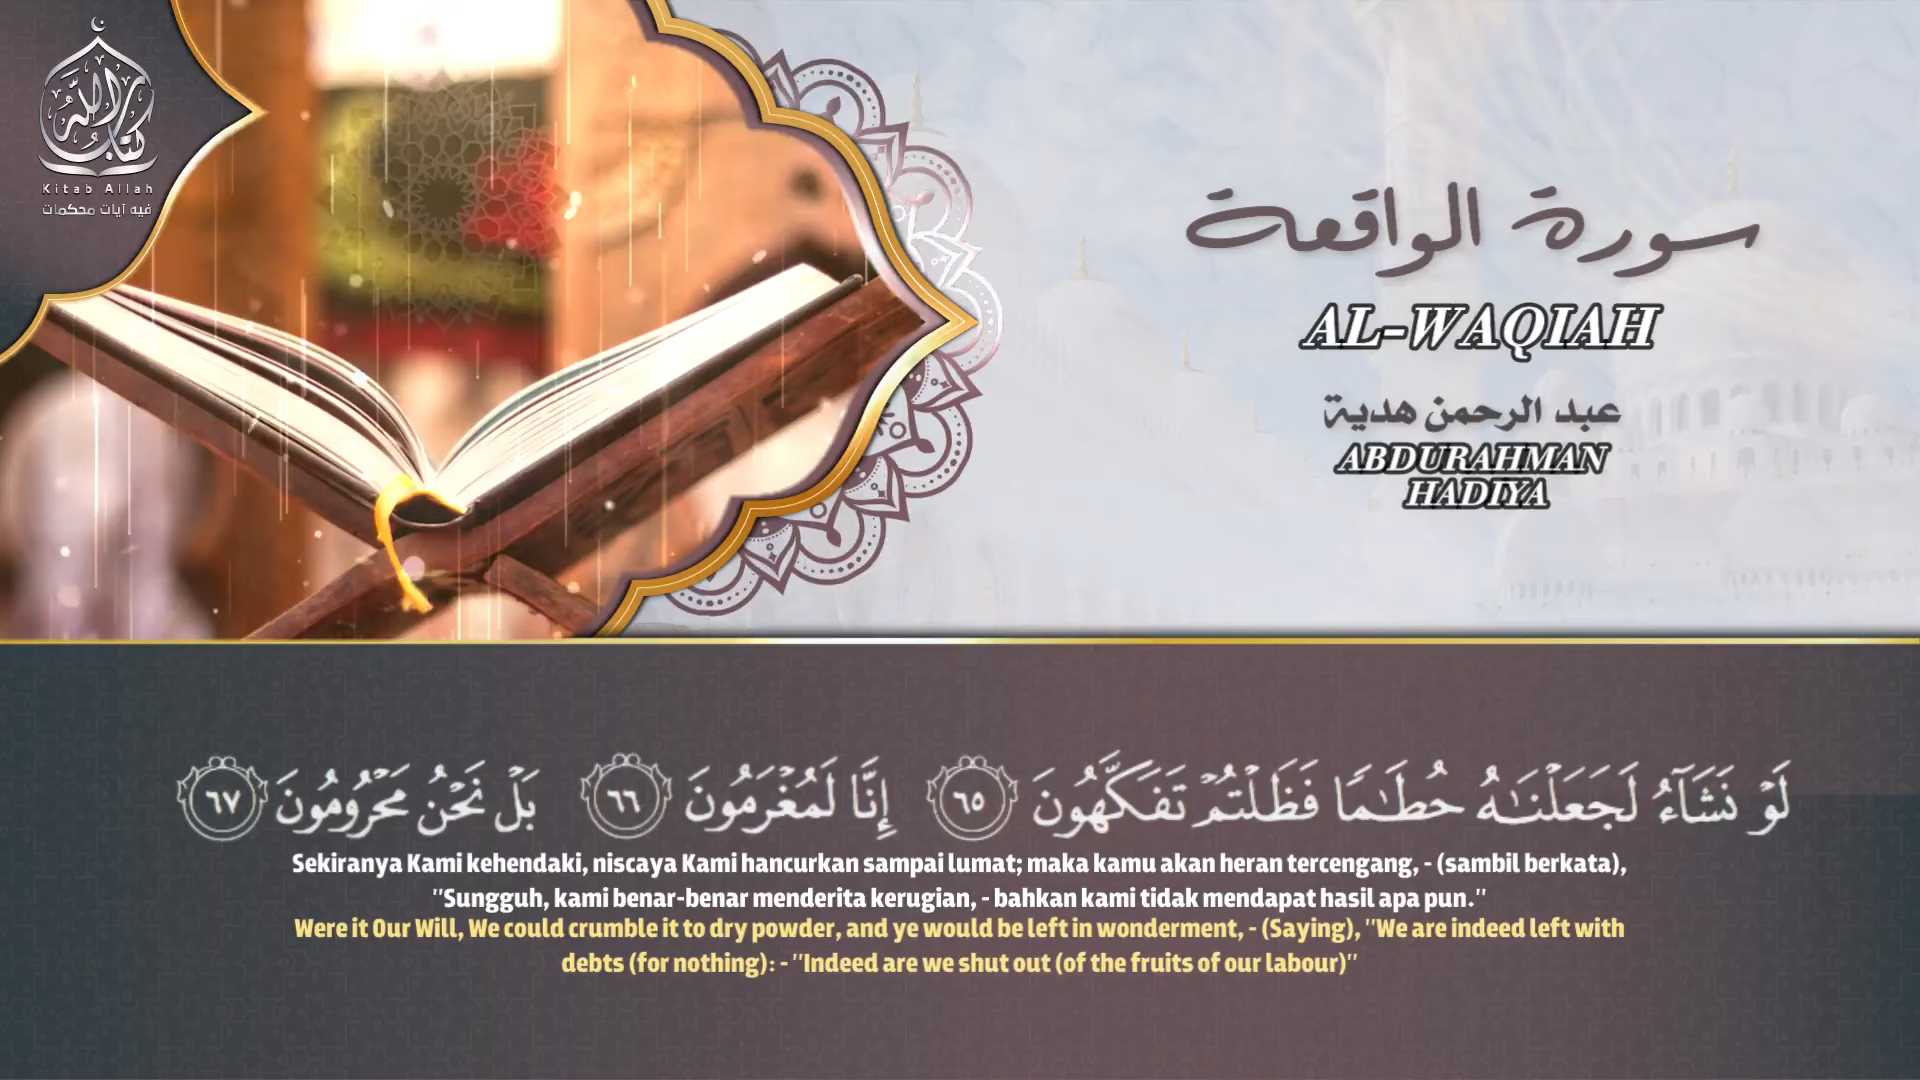 كتاب الله
Kitab Allah
فيه آيات محكمات
سورة الواقعة
AL-WAQIAH
عبد الرحمن هدية
ABDURAHMAN
HADIYA
لَوْ نَشَآءُ لَجَعَلْنَٰهُ حُطَٰمًا فَظَلْتُمْ تَفَكَّهُونَ ٦٥ إِنَّا لَمُغْرَمُونَ ٦٦ بَلْ نَحْنُ مَحْرُومُونَ ٦٧
Sekiranya Kami kehendaki, niscaya Kami hancurkan sampai lumat; maka kamu akan heran tercengang, - (sambil berkata),
"Sungguh, kami benar-benar menderita kerugian, - bahkan kami tidak mendapat hasil apa pun."
Were it Our Will, We could crumble it to dry powder, and ye would be left in wonderment, - (Saying), "We are indeed left with
debts (for nothing): - "Indeed are we shut out (of the fruits of our labour)"